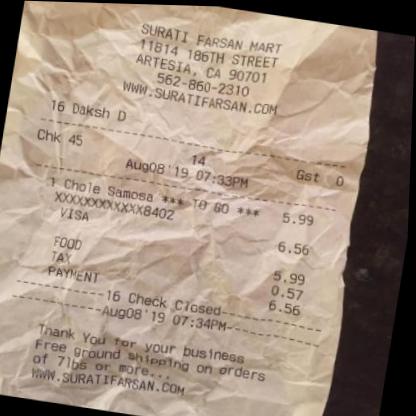 SURATI FARSAN MART
11814 186TH STREET
ARTESIA, CA 90701
562-860-2310
WWW.SURATIFARSAN.COM
16 Daksh D
Chk 45 14 Gst 0
Aug08'19 07:33PM
*** TO GO ***
1 Chole Samosa 5.99
XXXXXXXXXXXX8402
VISA 6.56
FOOD 5.99
TAX 0.57
PAYMENT 6.56
--------16 Check Closed--------
--------Aug08'19 07:34PM--------
Thank You for your business
Free ground shipping on orders
of 7lbs or more...
WWW.SURATIFARSAN.COM